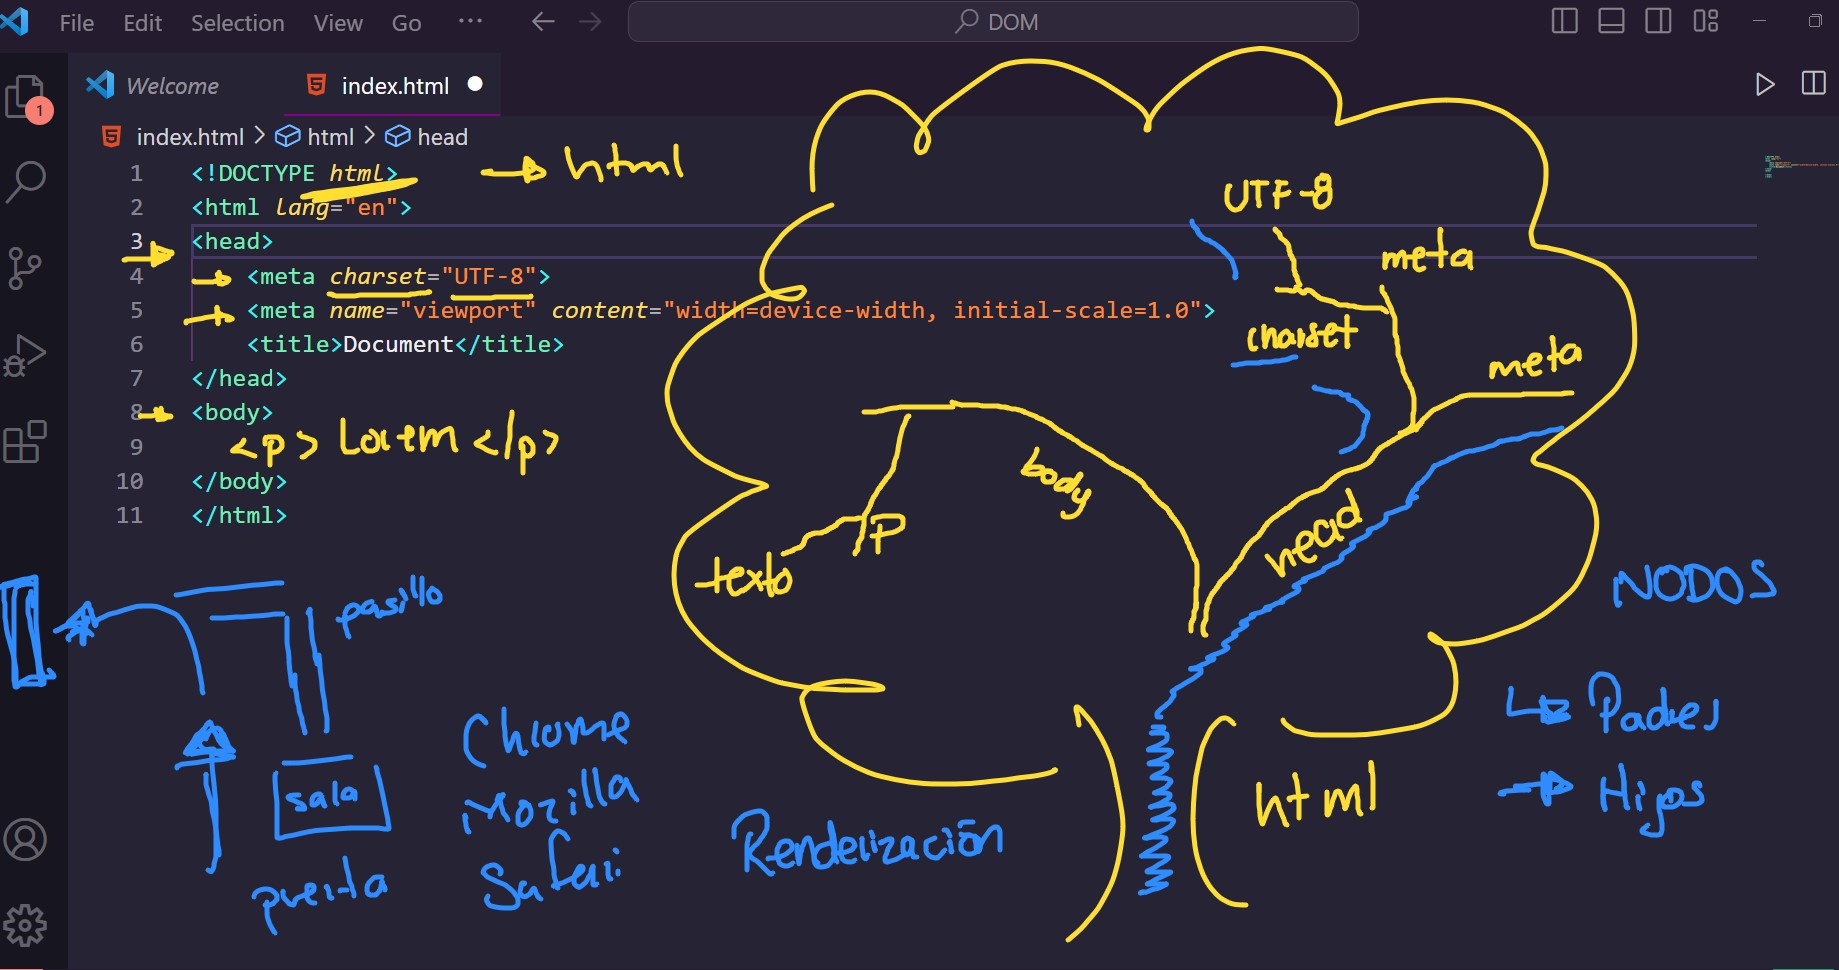 File Edit Selection View Go ... DOM
Welcome index.html
1
index.html > html > head
1 <!DOCTYPE html>
html
2 <html lang="en">
3 <head>
4 <meta charset="UTF-8">
5 <meta name="viewport" content="width=device-width, initial-scale=1.0">
6 <title>Document</title>
7 </head>
8 <body>
9 <p> Lorem </p>
10 </body>
11 </html>
UTF-8
meta
charset
meta
body
head
P
texto
NODOS
Padres
Hijos
html
pasillo
sala
puerta
Chrome
Mozilla
Safari
Renderización